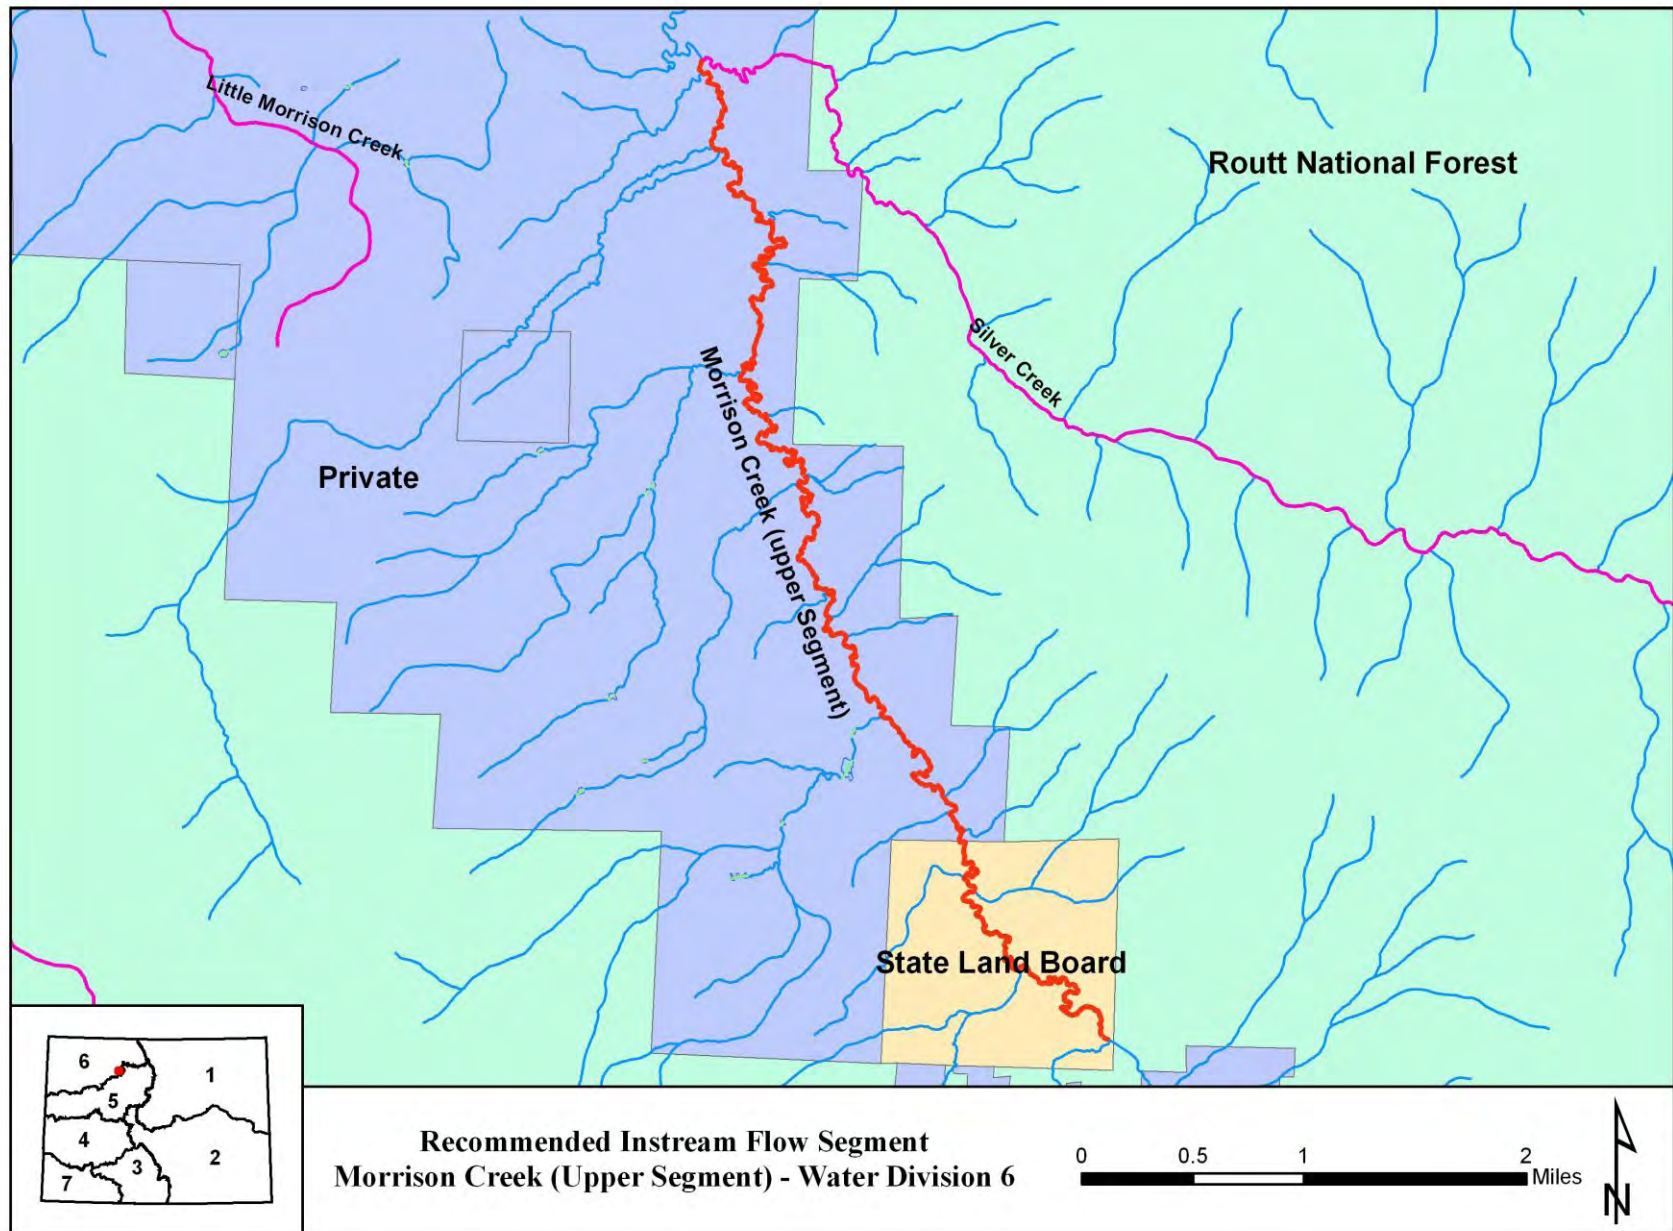 Little Morrison Creek
Routt National Forest
Silver Creek
Morrison Creek (upper Segment)
Private
State Land Board
6
1
5
4
2
3
7
Recommended Instream Flow Segment
Morrison Creek (Upper Segment) - Water Division 6
0 0.5 1 2
Miles
N